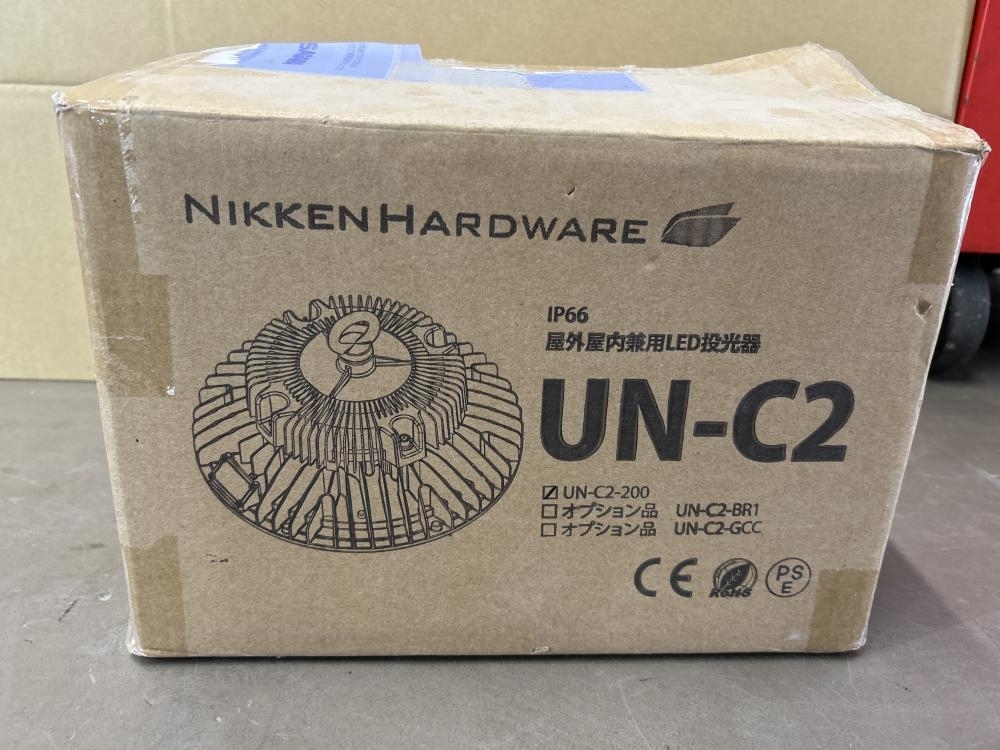 NIKKEN HARDWARE
IP66
屋外屋内兼用LED投光器
UN-C2
☑ UN-C2-200
☐ オプション品 UN-C2-BR1
☐ オプション品 UN-C2-GCC
CE
RoHS
PS
E